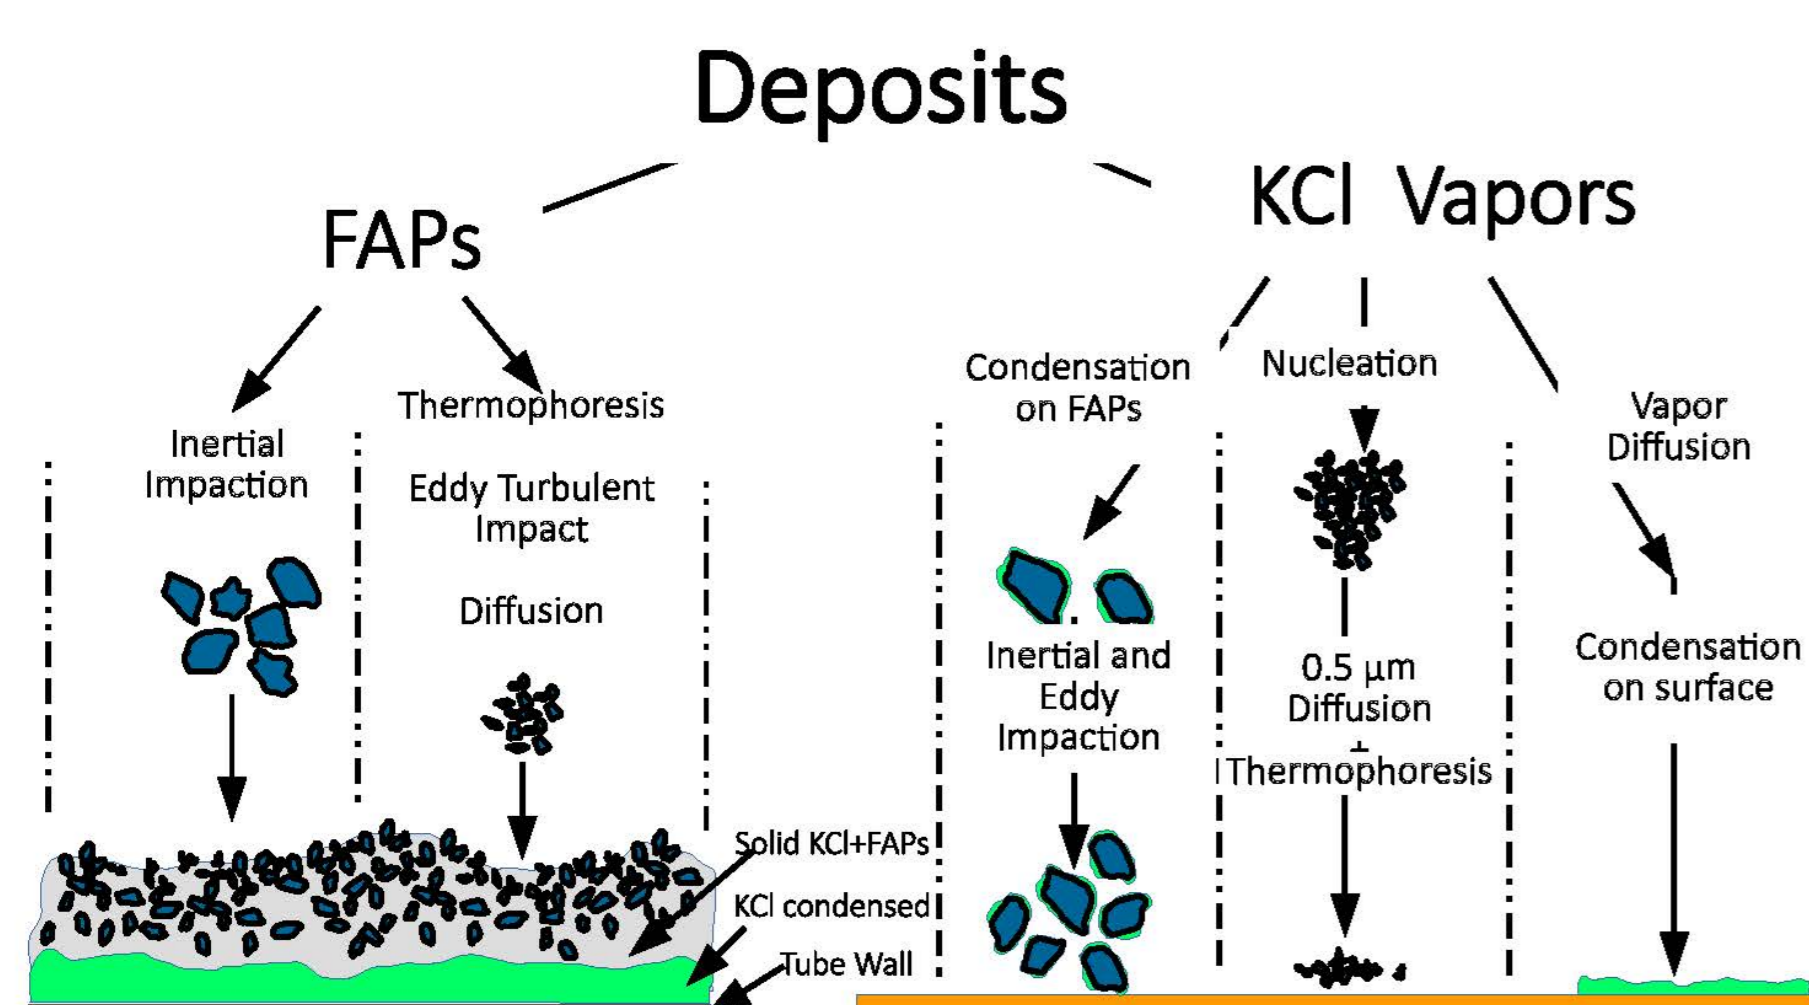 Deposits
FAPs
KCl Vapors
Inertial
Impaction
Thermophoresis
Eddy Turbulent
Impact
Diffusion
Solid KCl+FAPs
KCl condensed
Tube Wall
Condensation
on FAPs
Inertial and
Eddy
Impaction
Nucleation
0.5 µm
Diffusion
+
Thermophoresis
Vapor
Diffusion
Condensation
on surface